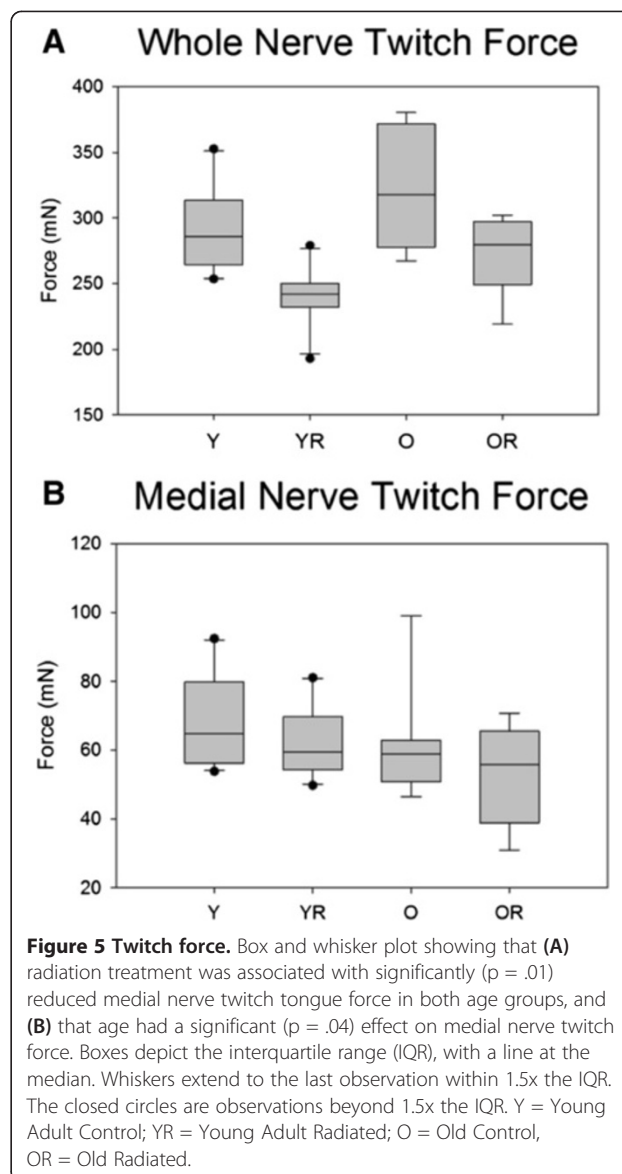 A Whole Nerve Twitch Force
400
350
300
250
200
150
Force (mN)
Y YR O OR
B Medial Nerve Twitch Force
120
100
80
60
40
20
Force (mN)
Y YR O OR
Figure 5 Twitch force. Box and whisker plot showing that (A)
radiation treatment was associated with significantly (p = .01)
reduced medial nerve twitch tongue force in both age groups, and
(B) that age had a significant (p = .04) effect on medial nerve twitch
force. Boxes depict the interquartile range (IQR), with a line at the
median. Whiskers extend to the last observation within 1.5x the IQR.
The closed circles are observations beyond 1.5x the IQR. Y = Young
Adult Control; YR = Young Adult Radiated; O = Old Control,
OR = Old Radiated.